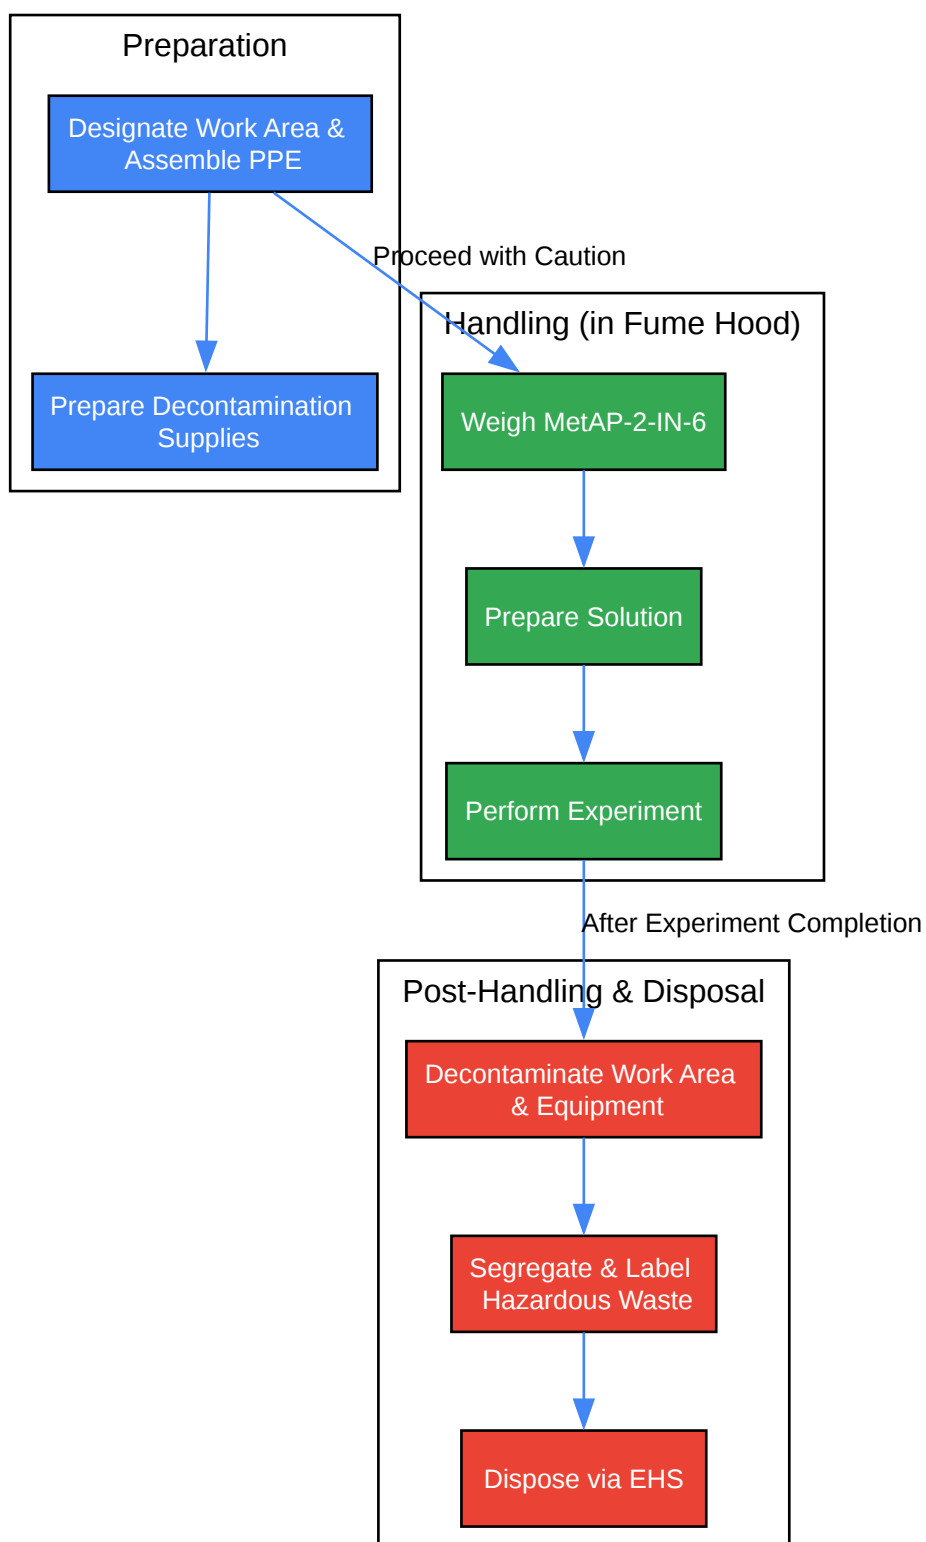 Preparation
Designate Work Area &
Assemble PPE
Proceed with Caution
Handling (in Fume Hood)
Prepare Decontamination
Supplies
Weigh MetAP-2-IN-6
Prepare Solution
Perform Experiment
After Experiment Completion
Post-Handling & Disposal
Decontaminate Work Area
& Equipment
Segregate & Label
Hazardous Waste
Dispose via EHS